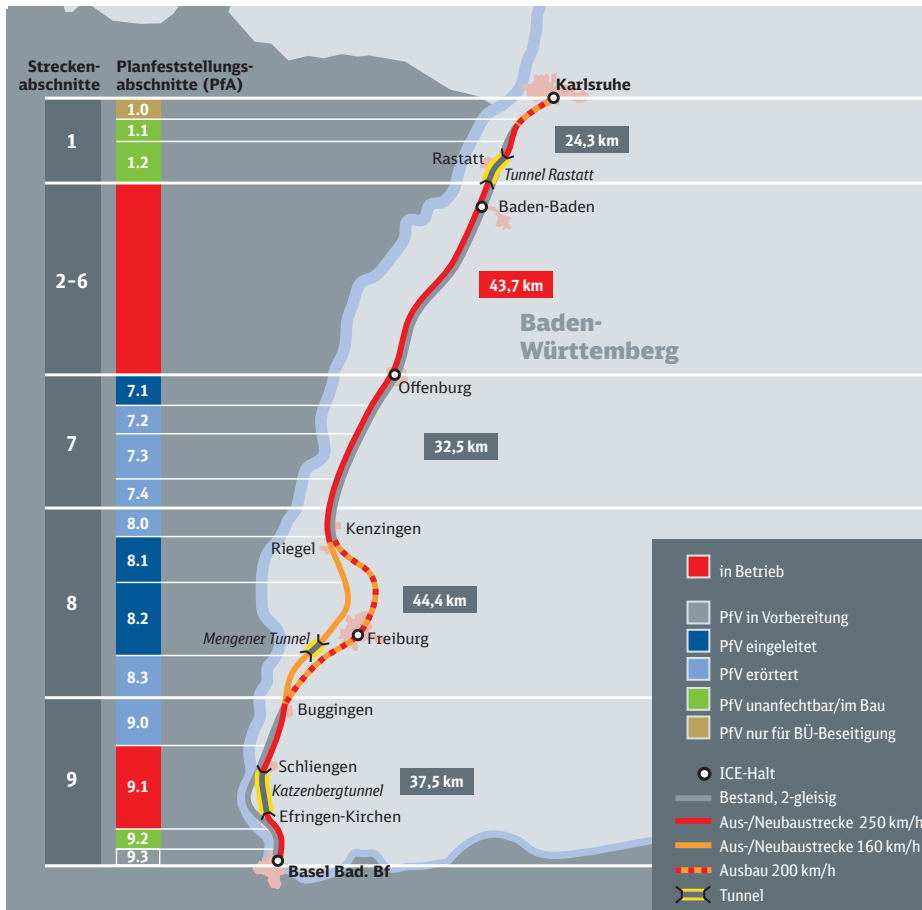 Strecken-
abschnitte
Planfeststellungs-
abschnitte (PfA)
Karlsruhe
1.0
1.1
1
24,3 km
1.2
Rastatt
Tunnel Rastatt
Baden-Baden
2-6
43,7 km
Baden-
Württemberg
Offenburg
7.1
7.2
7
7.3
32,5 km
7.4
8.0
Kenzingen
Riegel
8.1
8
44,4 km
8.2
Mengener Tunnel
Freiburg
8.3
9.0
Buggingen
9
Schliengen
9.1
37,5 km
Katzenbergtunnel
Efringen-Kirchen
9.2
9.3
Basel Bad. Bf
in Betrieb
PfV in Vorbereitung
PfV eingeleitet
PfV erörtert
PfV unanfechtbar/im Bau
PfV nur für BÜ-Beseitigung
ICE-Halt
Bestand, 2-gleisig
Aus-/Neubaustrecke 250 km/h
Aus-/Neubaustrecke 160 km/h
Ausbau 200 km/h
Tunnel